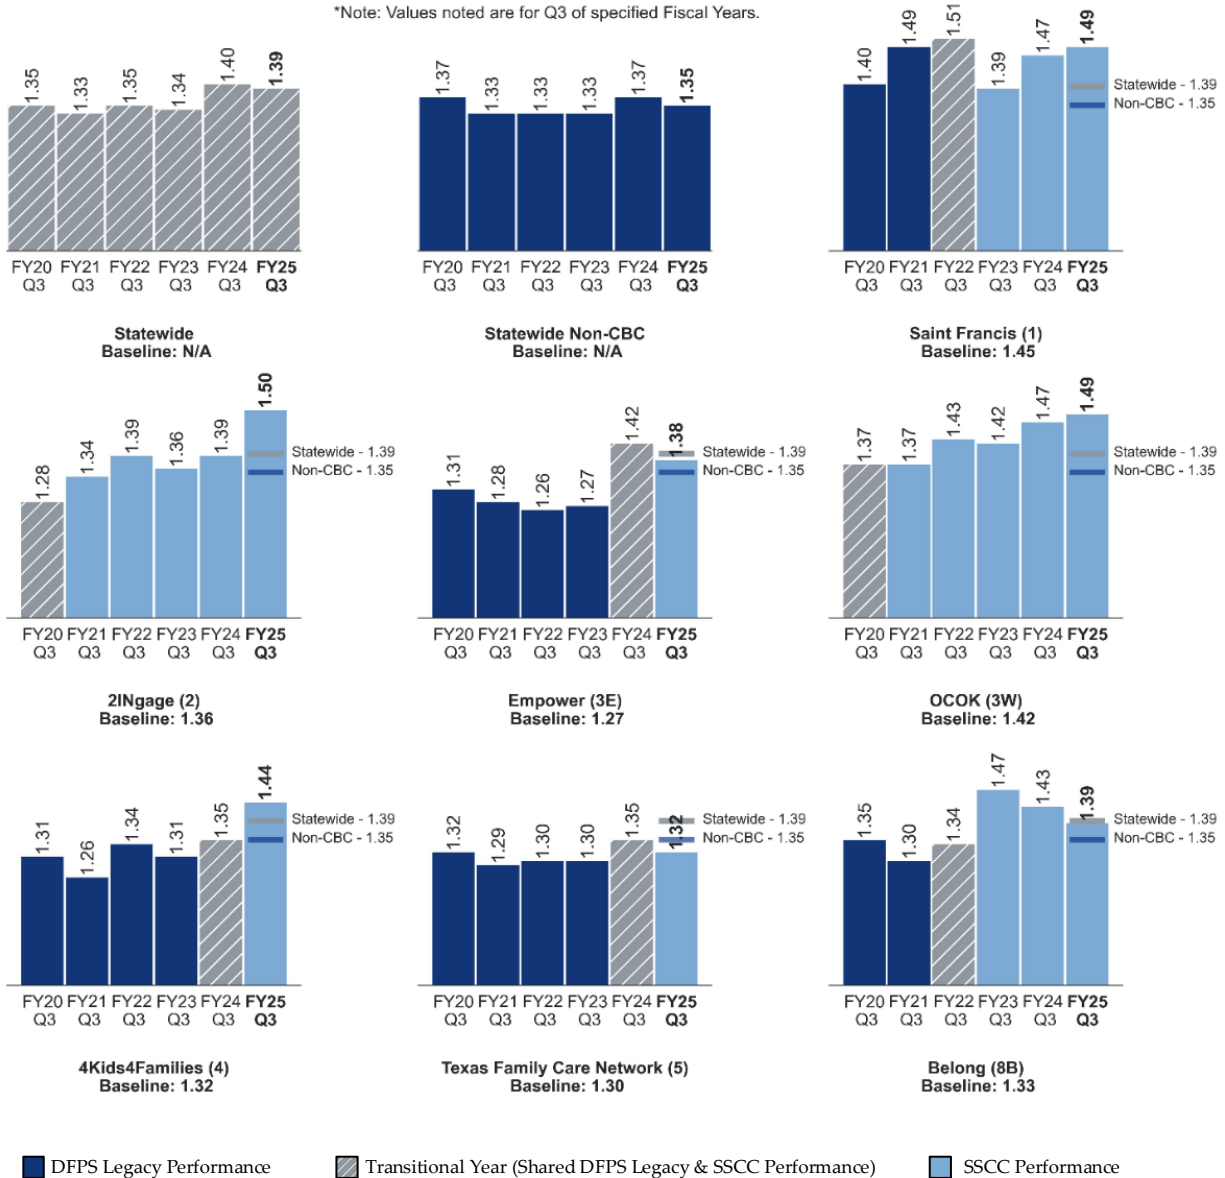 *Note: Values noted are for Q3 of specified Fiscal Years.
1.35 1.33 1.35 1.34 1.40 1.39
FY20 FY21 FY22 FY23 FY24 FY25
Q3 Q3 Q3 Q3 Q3 Q3
Statewide
Baseline: N/A
1.37 1.33 1.33 1.33 1.37 1.35
FY20 FY21 FY22 FY23 FY24 FY25
Q3 Q3 Q3 Q3 Q3 Q3
Statewide Non-CBC
Baseline: N/A
1.40 1.49 1.51 1.39 1.47 1.49
Statewide - 1.39
Non-CBC - 1.35
FY20 FY21 FY22 FY23 FY24 FY25
Q3 Q3 Q3 Q3 Q3 Q3
Saint Francis (1)
Baseline: 1.45
1.28 1.34 1.39 1.36 1.39 1.50
Statewide - 1.39
Non-CBC - 1.35
FY20 FY21 FY22 FY23 FY24 FY25
Q3 Q3 Q3 Q3 Q3 Q3
2INgage (2)
Baseline: 1.36
1.31 1.28 1.26 1.27 1.42 1.38
Statewide - 1.39
Non-CBC - 1.35
FY20 FY21 FY22 FY23 FY24 FY25
Q3 Q3 Q3 Q3 Q3 Q3
Empower (3E)
Baseline: 1.27
1.37 1.37 1.43 1.42 1.47 1.49
Statewide - 1.39
Non-CBC - 1.35
FY20 FY21 FY22 FY23 FY24 FY25
Q3 Q3 Q3 Q3 Q3 Q3
OCOK (3W)
Baseline: 1.42
1.31 1.26 1.34 1.31 1.35 1.44
Statewide - 1.39
Non-CBC - 1.35
FY20 FY21 FY22 FY23 FY24 FY25
Q3 Q3 Q3 Q3 Q3 Q3
4Kids4Families (4)
Baseline: 1.32
1.32 1.29 1.30 1.30 1.35 1.32
Statewide - 1.39
Non-CBC - 1.35
FY20 FY21 FY22 FY23 FY24 FY25
Q3 Q3 Q3 Q3 Q3 Q3
Texas Family Care Network (5)
Baseline: 1.30
1.35 1.30 1.34 1.47 1.43 1.39
Statewide - 1.39
Non-CBC - 1.35
FY20 FY21 FY22 FY23 FY24 FY25
Q3 Q3 Q3 Q3 Q3 Q3
Belong (8B)
Baseline: 1.33
DFPS Legacy Performance
Transitional Year (Shared DFPS Legacy & SSCC Performance)
SSCC Performance